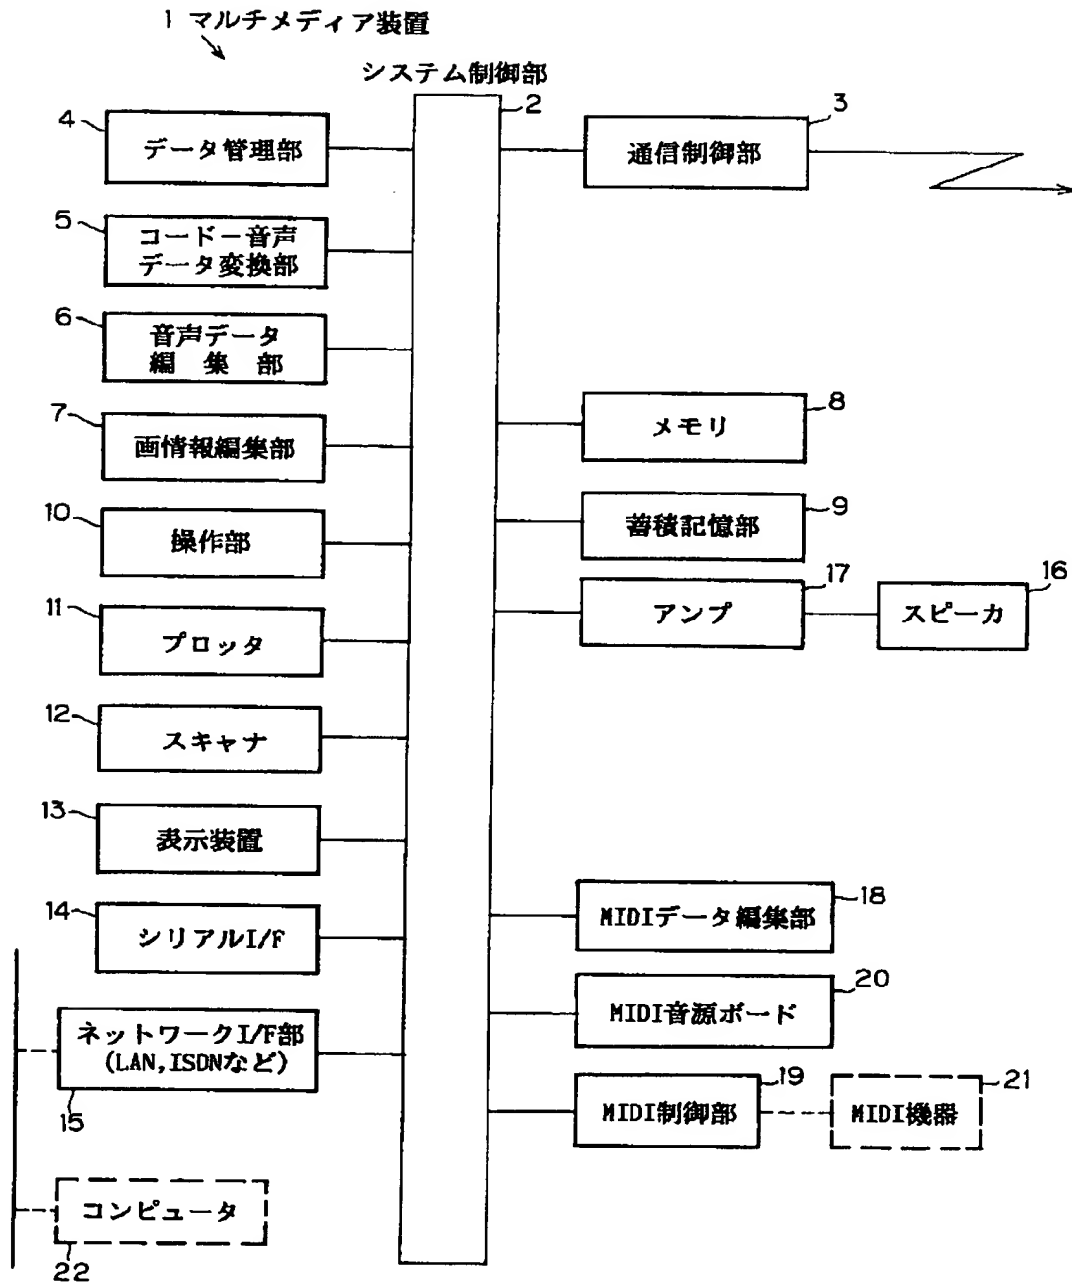 1 マルチメディア装置
システム制御部
2
4
データ管理部
3
通信制御部
5
コード－音声
データ変換部
6
音声データ
編 集 部
7
画情報編集部
8
メモリ
10
操作部
9
蓄積記憶部
11
プロッタ
17
アンプ
16
スピーカ
12
スキャナ
13
表示装置
14
シリアルI/F
18
MIDIデータ編集部
20
MIDI音源ボード
ネットワークI/F部
(LAN,ISDNなど)
15
19
MIDI制御部
21
MIDI機器
コンピュータ
22